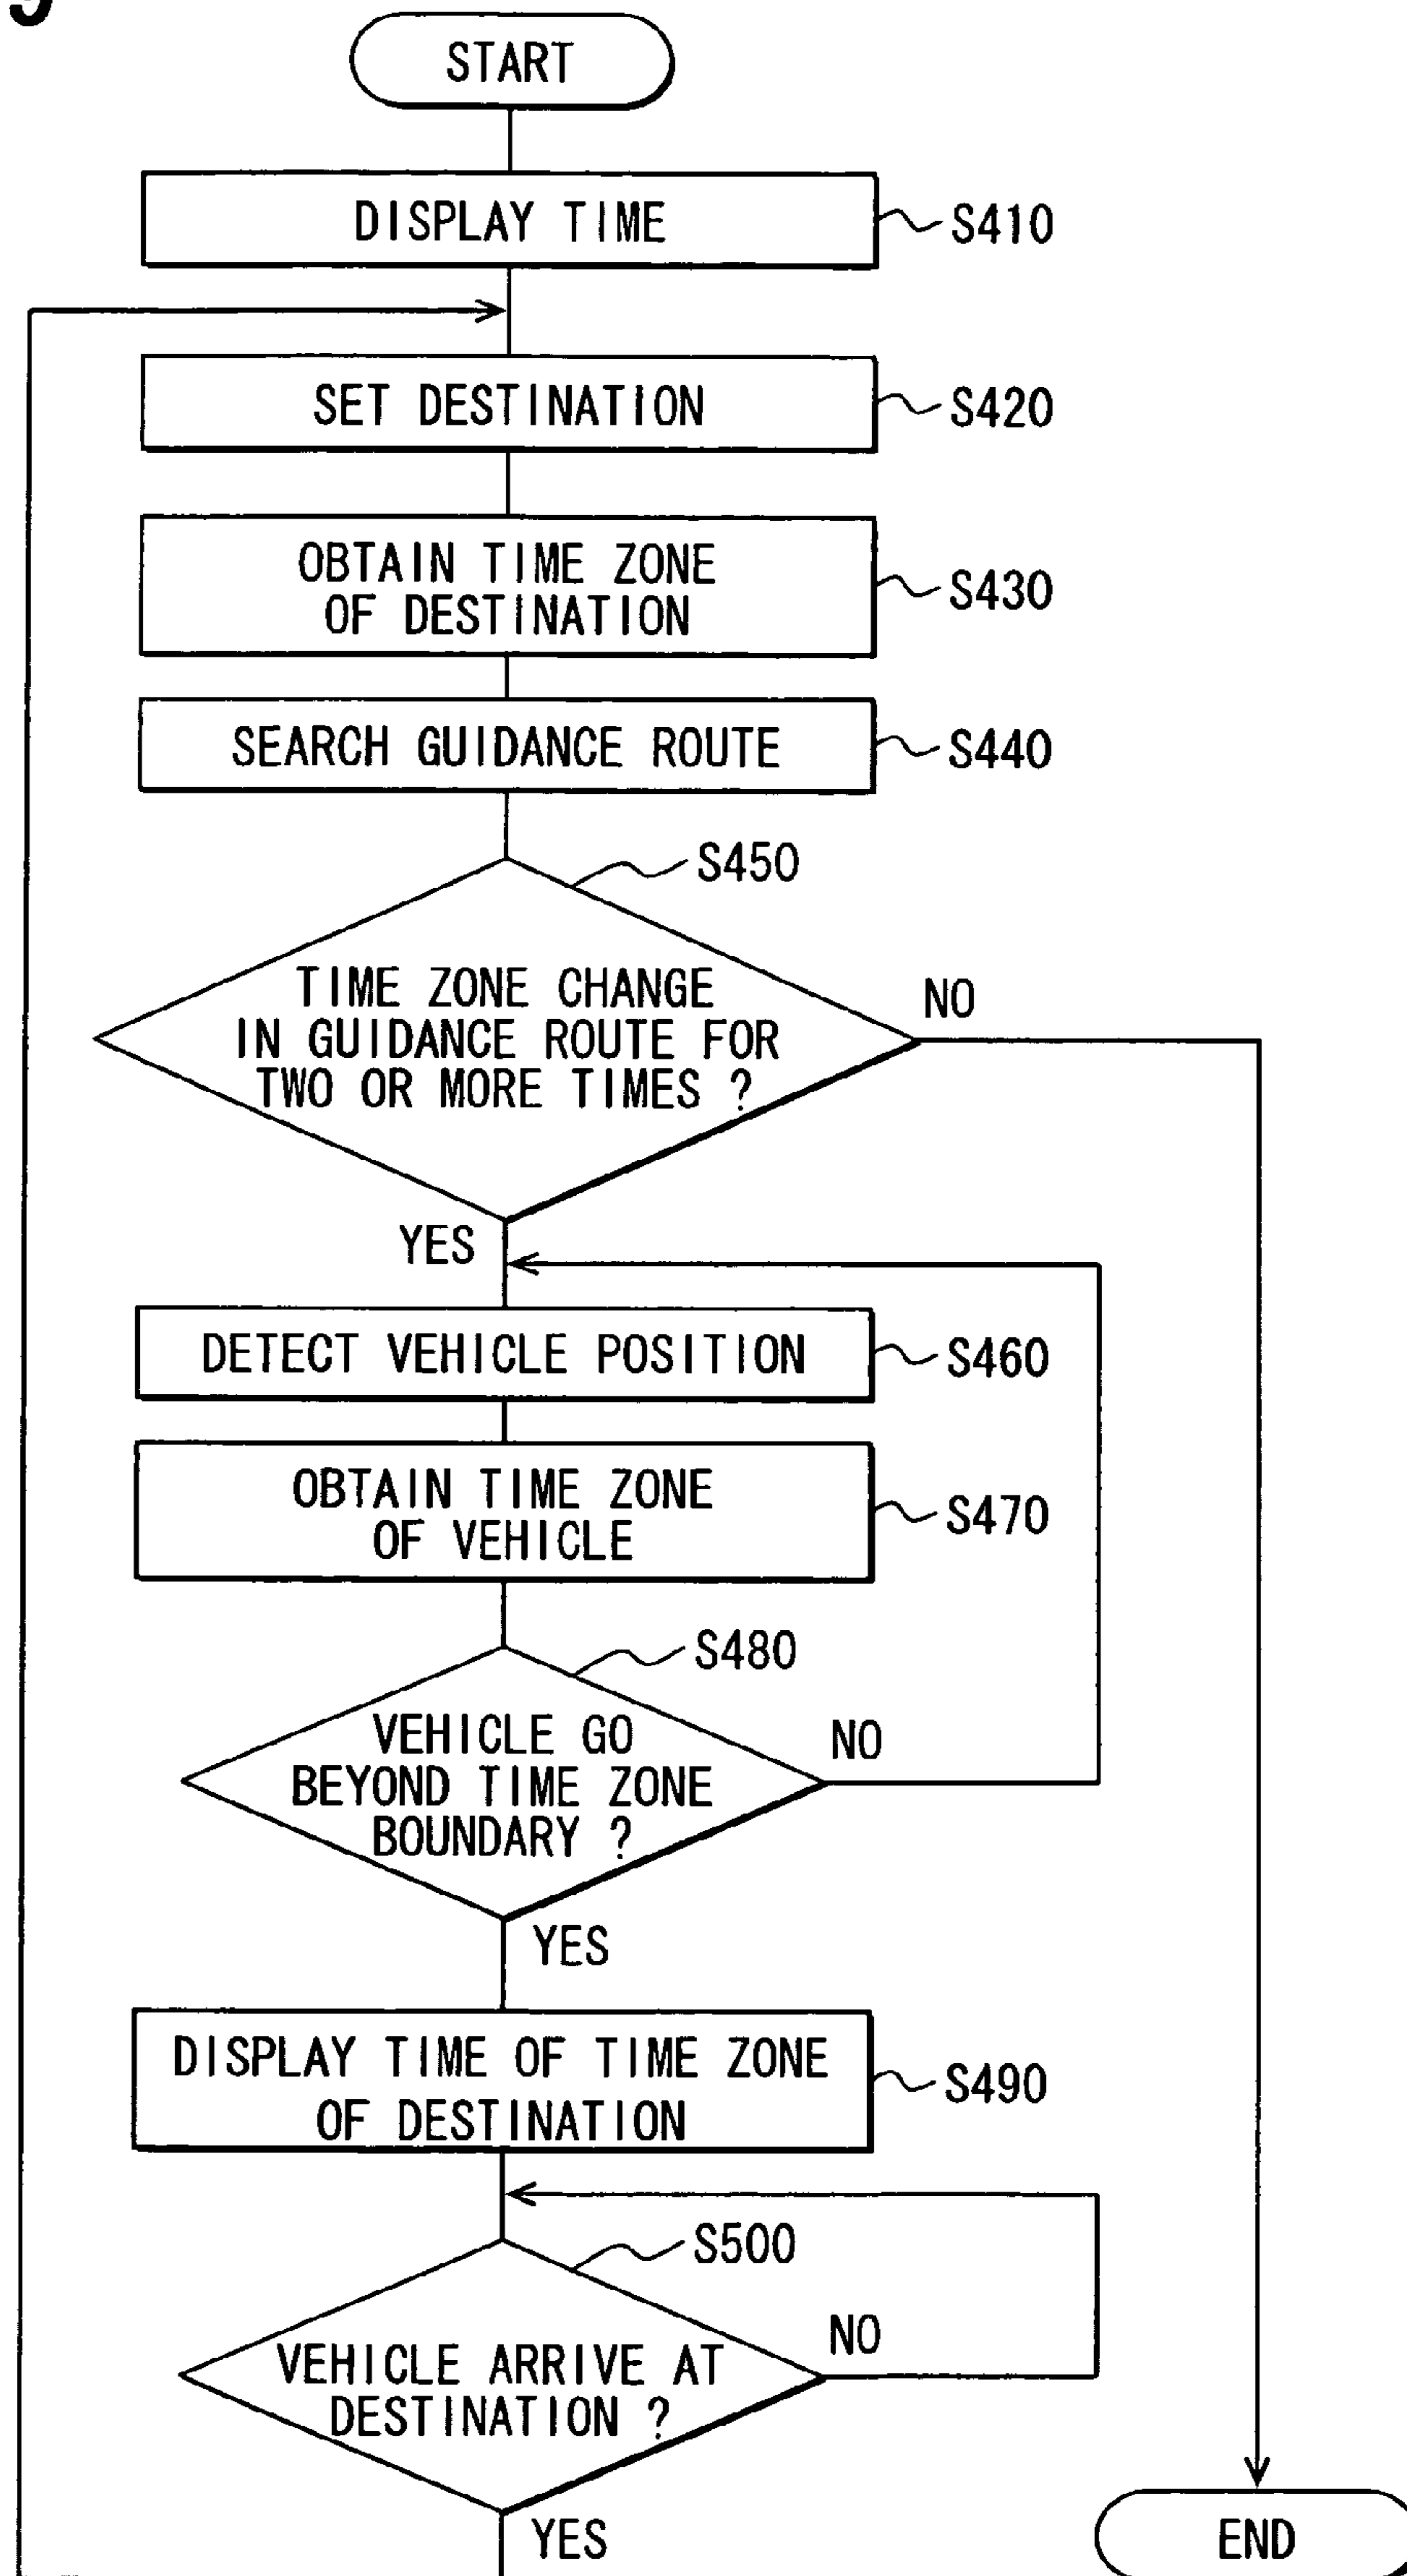 START
DISPLAY TIME
S410
SET DESTINATION
S420
OBTAIN TIME ZONE
OF DESTINATION
S430
SEARCH GUIDANCE ROUTE
S440
S450
TIME ZONE CHANGE
IN GUIDANCE ROUTE FOR
TWO OR MORE TIMES ?
NO
YES
DETECT VEHICLE POSITION
S460
OBTAIN TIME ZONE
OF VEHICLE
S470
S480
VEHICLE GO
BEYOND TIME ZONE
BOUNDARY ?
NO
YES
DISPLAY TIME OF TIME ZONE
OF DESTINATION
S490
S500
VEHICLE ARRIVE AT
DESTINATION ?
NO
YES
END